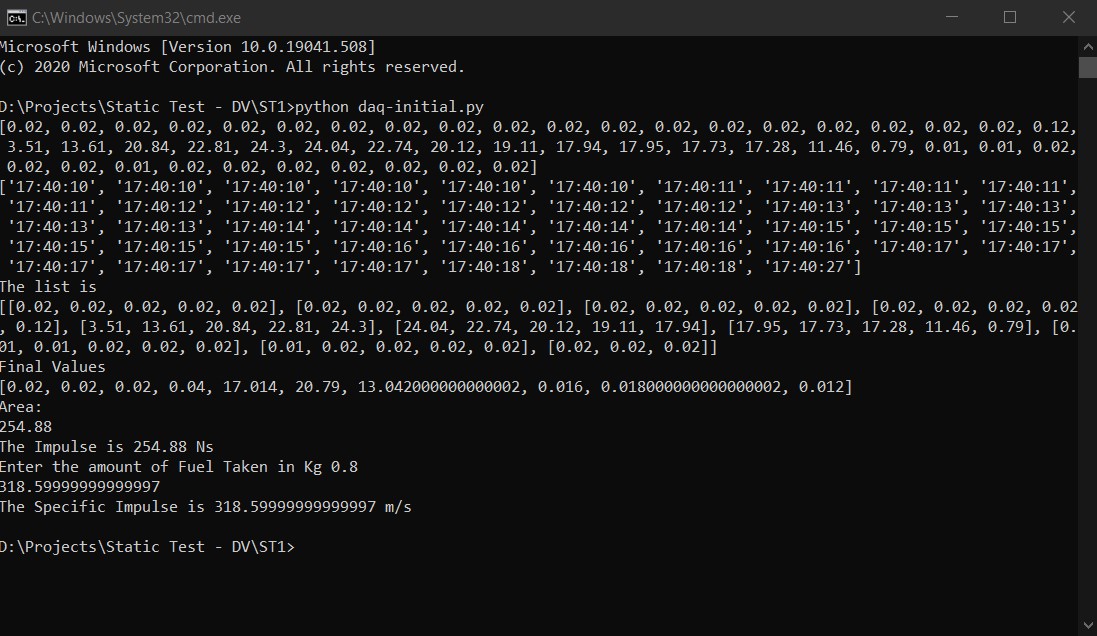 C:\Windows\System32\cmd.exe
Microsoft Windows [Version 10.0.19041.508]
(c) 2020 Microsoft Corporation. All rights reserved.
D:\Projects\Static Test - DV\ST1>python daq-initial.py
[0.02, 0.02, 0.02, 0.02, 0.02, 0.02, 0.02, 0.02, 0.02, 0.02, 0.02, 0.02, 0.02, 0.02, 0.02, 0.02, 0.02, 0.02, 0.02, 0.12,
3.51, 13.61, 20.84, 22.81, 24.3, 24.04, 22.74, 20.12, 19.11, 17.94, 17.95, 17.73, 17.28, 11.46, 0.79, 0.01, 0.01, 0.02,
0.02, 0.02, 0.01, 0.02, 0.02, 0.02, 0.02, 0.02, 0.02, 0.02]
['17:40:10', '17:40:10', '17:40:10', '17:40:10', '17:40:10', '17:40:10', '17:40:11', '17:40:11', '17:40:11', '17:40:11',
'17:40:11', '17:40:12', '17:40:12', '17:40:12', '17:40:12', '17:40:12', '17:40:12', '17:40:13', '17:40:13', '17:40:13',
'17:40:13', '17:40:13', '17:40:14', '17:40:14', '17:40:14', '17:40:14', '17:40:14', '17:40:15', '17:40:15', '17:40:15',
'17:40:15', '17:40:15', '17:40:15', '17:40:16', '17:40:16', '17:40:16', '17:40:16', '17:40:16', '17:40:17', '17:40:17',
'17:40:17', '17:40:17', '17:40:17', '17:40:17', '17:40:18', '17:40:18', '17:40:18', '17:40:27']
The list is
[[0.02, 0.02, 0.02, 0.02, 0.02], [0.02, 0.02, 0.02, 0.02, 0.02], [0.02, 0.02, 0.02, 0.02, 0.02], [0.02, 0.02, 0.02, 0.02
, 0.12], [3.51, 13.61, 20.84, 22.81, 24.3], [24.04, 22.74, 20.12, 19.11, 17.94], [17.95, 17.73, 17.28, 11.46, 0.79], [0.
01, 0.01, 0.02, 0.02, 0.02], [0.01, 0.02, 0.02, 0.02, 0.02], [0.02, 0.02, 0.02]]
Final Values
[0.02, 0.02, 0.02, 0.04, 17.014, 20.79, 13.042000000000002, 0.016, 0.018000000000000002, 0.012]
Area:
254.88
The Impulse is 254.88 Ns
Enter the amount of Fuel Taken in Kg 0.8
318.59999999999997
The Specific Impulse is 318.59999999999997 m/s
D:\Projects\Static Test - DV\ST1>